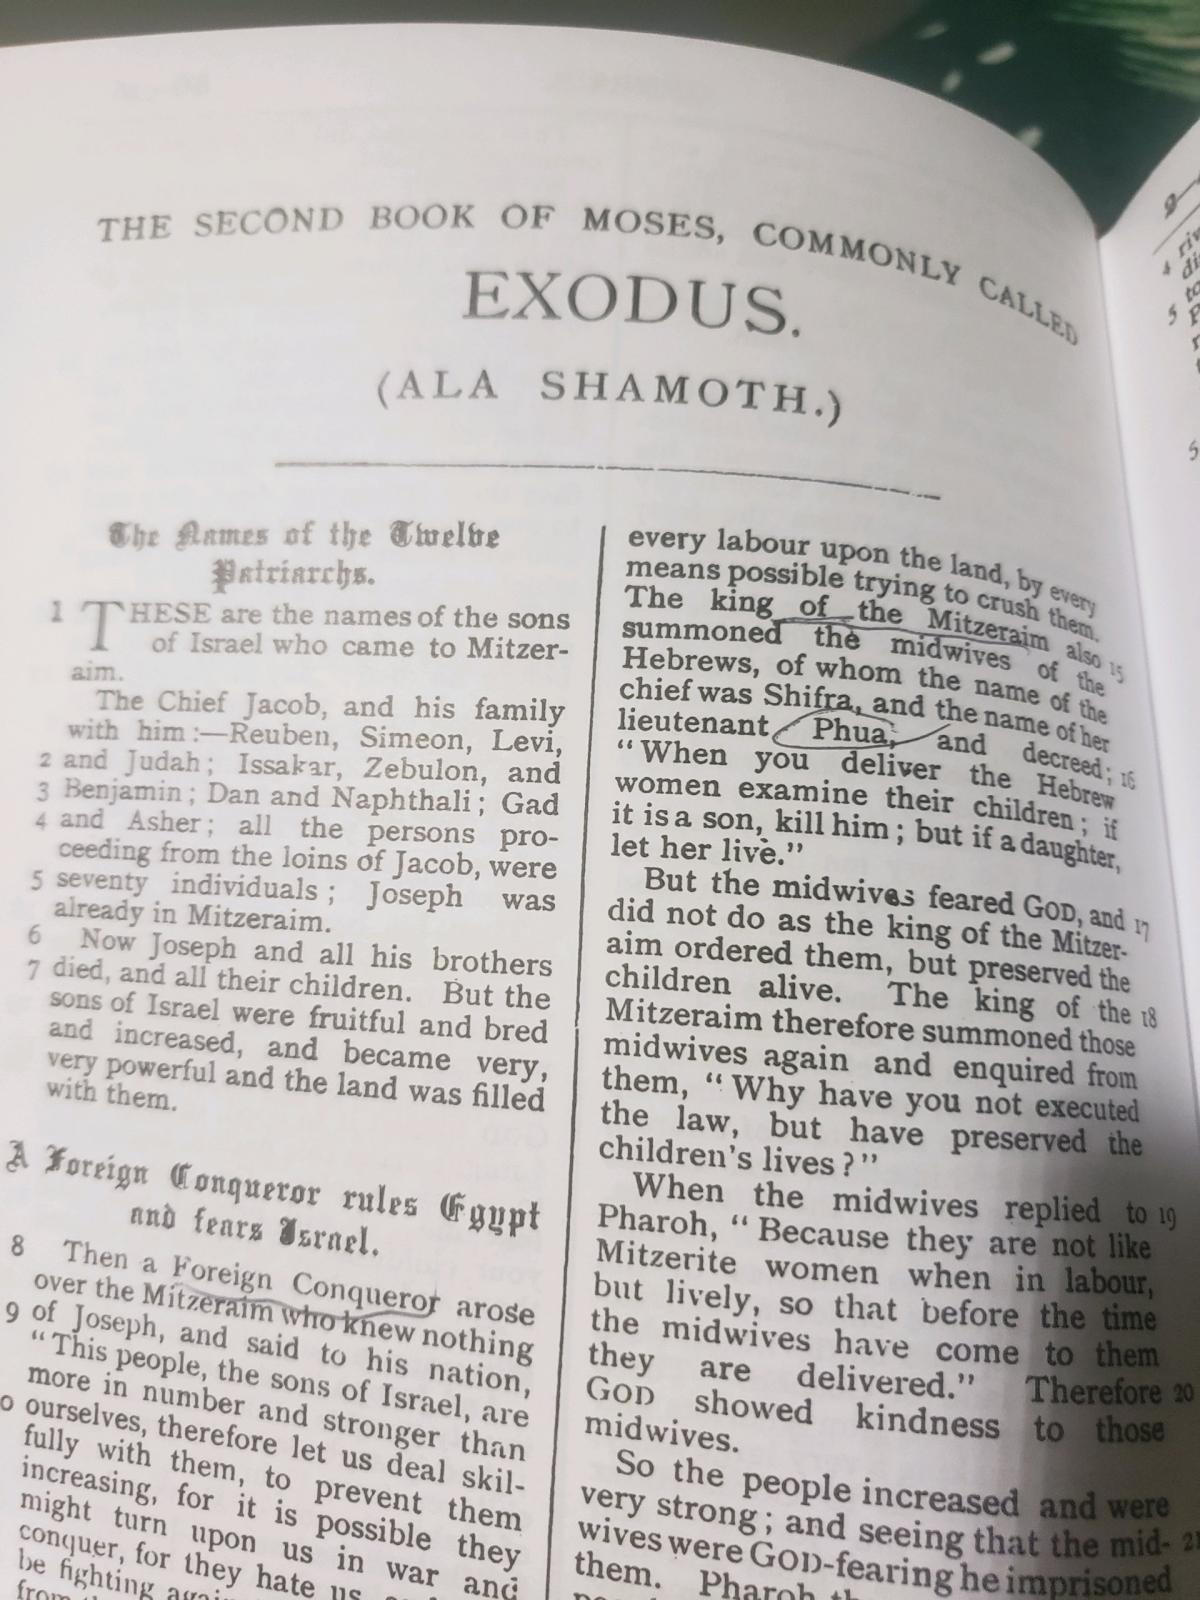 THE SECOND BOOK OF MOSES, COMMONLY CALLED
EXODUS.
(ALA SHAMOTH.)
The Names of the Twelve
Patriarchs.
1 THESE are the names of the sons
of Israel who came to Mitzer-
aim.
The Chief Jacob, and his family
with him:—Reuben, Simeon, Levi,
2 and Judah; Issakar, Zebulon, and
3 Benjamin; Dan and Naphthali; Gad
4 and Asher; all the persons pro-
ceeding from the loins of Jacob, were
5 seventy individuals; Joseph was
already in Mitzeraim.
6 Now Joseph and all his brothers
7 died, and all their children. But the
sons of Israel were fruitful and bred
and increased, and became very,
very powerful and the land was filled
with them.
A Foreign Conqueror rules Egypt
and fears Israel.
8 Then a Foreign Conqueror arose
over the Mitzeraim who knew nothing
9 of Joseph, and said to his nation,
"This people, the sons of Israel, are
more in number and stronger than
0 ourselves, therefore let us deal skil-
fully with them, to prevent them
increasing, for it is possible they
might turn upon us in war and
conquer, for they hate us
be fighting
from
every labour upon the land, by every
means possible trying to crush them.
The king of the Mitzeraim also 15
summoned the midwives of the
Hebrews, of whom the name of the
chief was Shifra, and the name of her
lieutenant Phua, and decreed; 16
"When you deliver the Hebrew
women examine their children; if
it is a son, kill him; but if a daughter,
let her live."
But the midwives feared GOD, and 17
did not do as the king of the Mitzer-
aim ordered them, but preserved the
children alive. The king of the 18
Mitzeraim therefore summoned those
midwives again and enquired from
them, "Why have you not executed
the law, but have preserved the
children's lives?"
When the midwives replied to 19
Pharoh, "Because they are not like
Mitzerite women when in labour,
but lively, so that before the time
the midwives have come to them
they are delivered." Therefore 20
GOD showed kindness to those
midwives.
So the people increased and were
very strong; and seeing that the mid- 21
wives were GOD-fearing he imprisoned
them. Pharoh
4
5
5